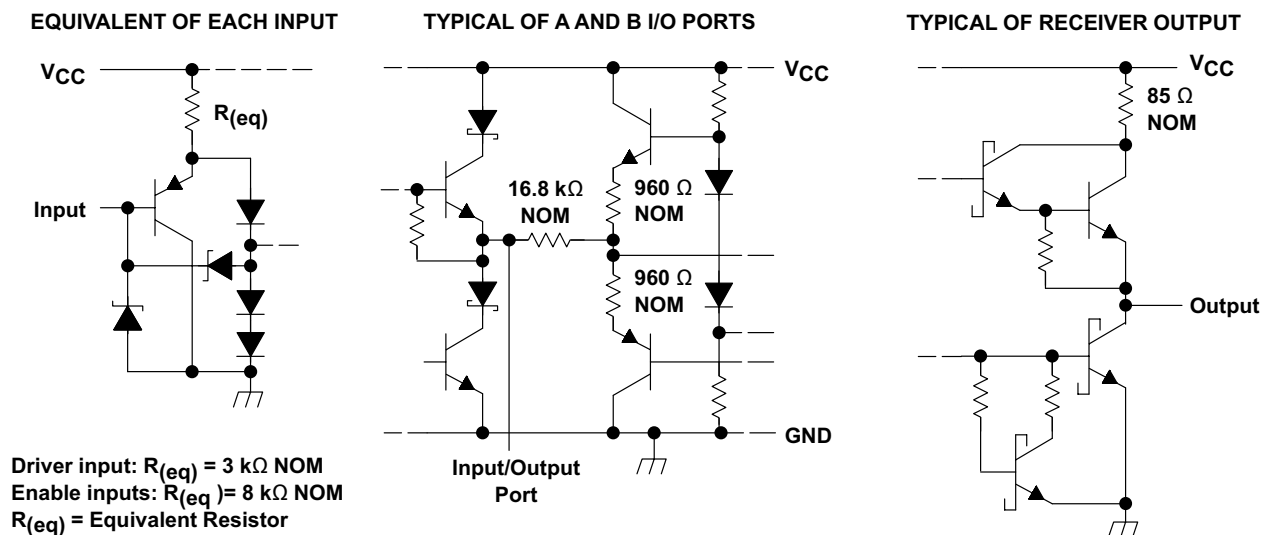 EQUIVALENT OF EACH INPUT
VCC
R(eq)
Input
Driver input: R(eq) = 3 kΩ NOM
Enable inputs: R(eq )= 8 kΩ NOM
R(eq) = Equivalent Resistor
TYPICAL OF A AND B I/O PORTS
VCC
16.8 kΩ
NOM
960 Ω
NOM
960 Ω
NOM
GND
Input/Output
Port
TYPICAL OF RECEIVER OUTPUT
VCC
85 Ω
NOM
Output